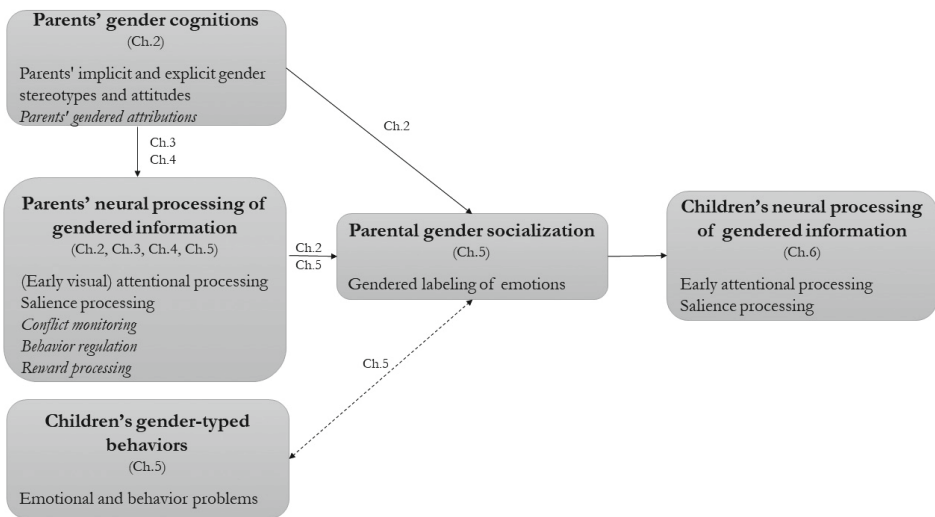 Parents' gender cognitions
(Ch.2)
Parents' implicit and explicit gender
stereotypes and attitudes
Parents' gendered attributions
Ch.3
Ch.4
Ch.2
Parents' neural processing of
gendered information
(Ch.2, Ch.3, Ch.4, Ch.5)
(Early visual) attentional processing
Salience processing
Conflict monitoring
Behavior regulation
Reward processing
Ch.2
Ch.5
Parental gender socialization
(Ch.5)
Gendered labeling of emotions
Children's neural processing
of gendered information
(Ch.6)
Early attentional processing
Salience processing
Ch.5
Children's gender-typed
behaviors
(Ch.5)
Emotional and behavior problems